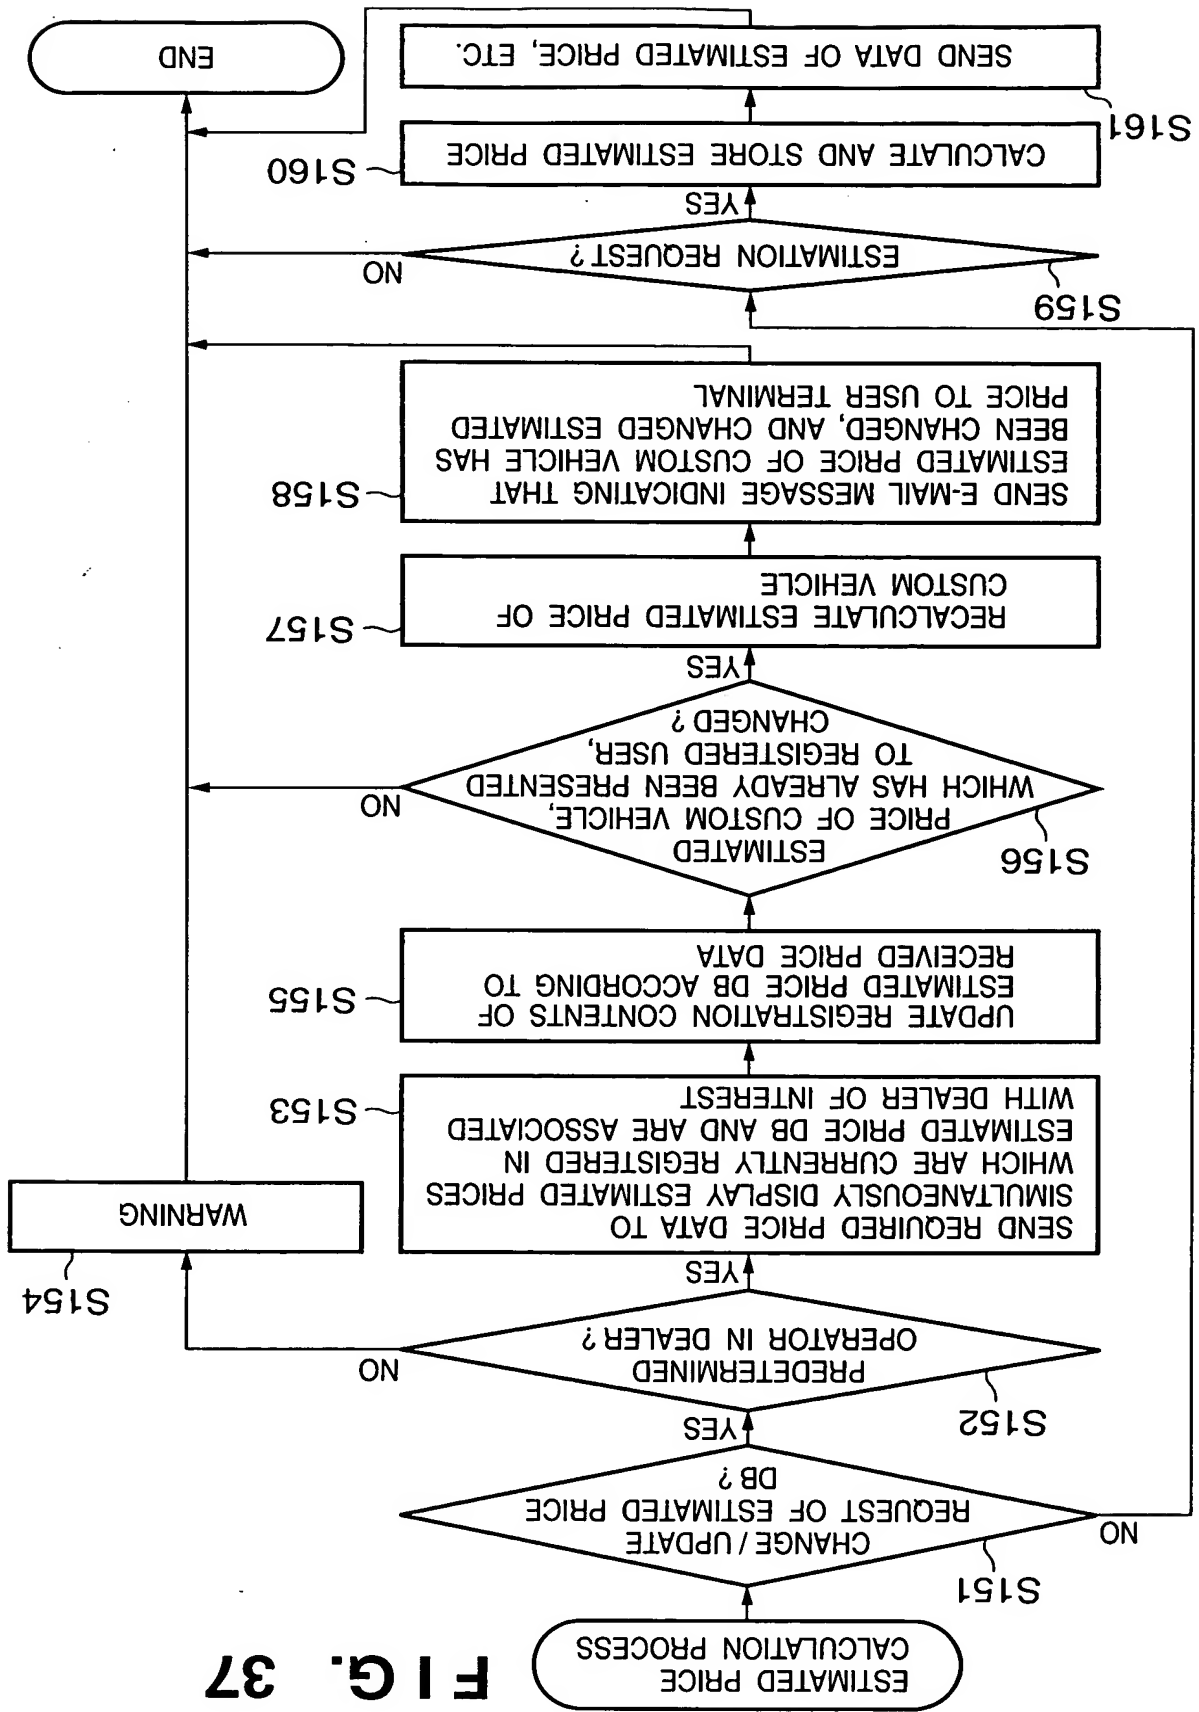 FIG. 37
ESTIMATED PRICE
CALCULATION PROCESS
S151
CHANGE / UPDATE
REQUEST OF ESTIMATED PRICE
DB ?
NO
YES
S152
PREDETERMINED
OPERATOR IN DEALER ?
NO
YES
S154
WARNING
S153
SEND REQUIRED PRICE DATA TO
SIMULTANEOUSLY DISPLAY ESTIMATED PRICES
WHICH ARE CURRENTLY REGISTERED IN
ESTIMATED PRICE DB AND ARE ASSOCIATED
WITH DEALER OF INTEREST
S155
UPDATE REGISTRATION CONTENTS OF
ESTIMATED PRICE DB ACCORDING TO
RECEIVED PRICE DATA
S156
ESTIMATED
PRICE OF CUSTOM VEHICLE,
WHICH HAS ALREADY BEEN PRESENTED
TO REGISTERED USER,
CHANGED ?
NO
YES
S157
RECALCULATE ESTIMATED PRICE OF
CUSTOM VEHICLE
S158
SEND E-MAIL MESSAGE INDICATING THAT
ESTIMATED PRICE OF CUSTOM VEHICLE HAS
BEEN CHANGED, AND CHANGED ESTIMATED
PRICE TO USER TERMINAL
S159
ESTIMATION REQUEST ?
NO
YES
S160
CALCULATE AND STORE ESTIMATED PRICE
S161
SEND DATA OF ESTIMATED PRICE, ETC.
END